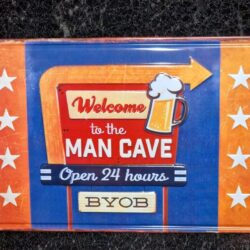 Welcome
to the
MAN CAVE
Open 24 hours
BYOB